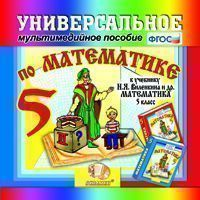 УНИВЕРСАЛЬНОЕ
мультимедийное пособие
ФГОС
по МАТЕМАТИКЕ
к учебнику
Н.Я. Виленкина и др.
МАТЕМАТИКА
5 класс
5